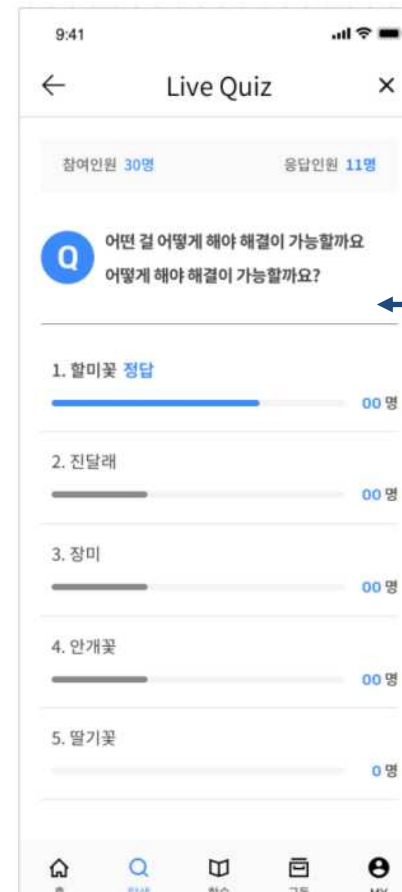 9:41
Live Quiz
참여인원 30명 응답인원 11명
Q
어떤 걸 어떻게 해야 해결이 가능할까요
어떻게 해야 해결이 가능할까요?
1. 할미꽃 정답
00 명
2. 진달래
00 명
3. 장미
00 명
4. 안개꽃
00 명
5. 딸기꽃
0 명